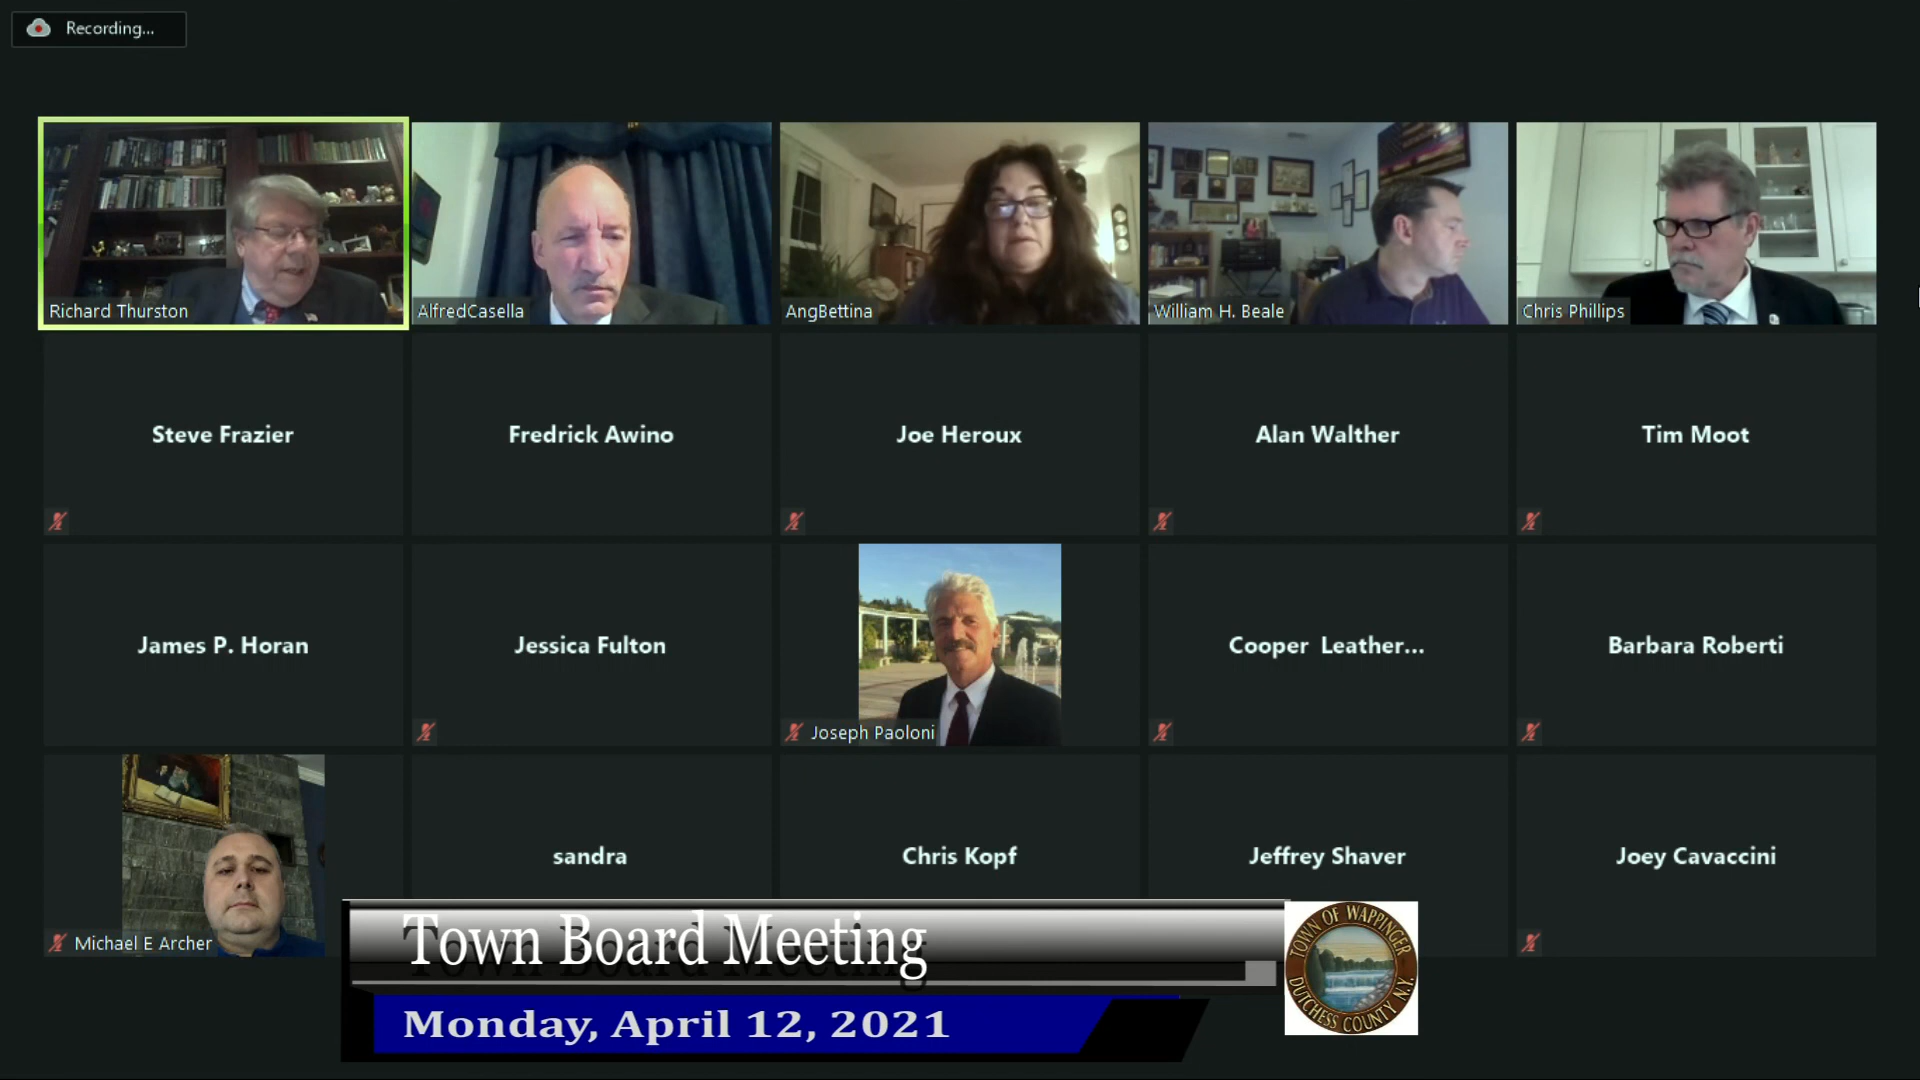 Recording...
Richard Thurston
AlfredCasella
AngBettina
William H. Beale
Chris Phillips
Steve Frazier
Fredrick Awino
Joe Heroux
Alan Walther
Tim Moot
James P. Horan
Jessica Fulton
Joseph Paoloni
Cooper Leather...
Barbara Roberti
Michael E Archer
sandra
Chris Kopf
Jeffrey Shaver
Joey Cavaccini
Town Board Meeting
Monday, April 12, 2021
TOWN OF WAPPINGER
DUTCHESS COUNTY N.Y.